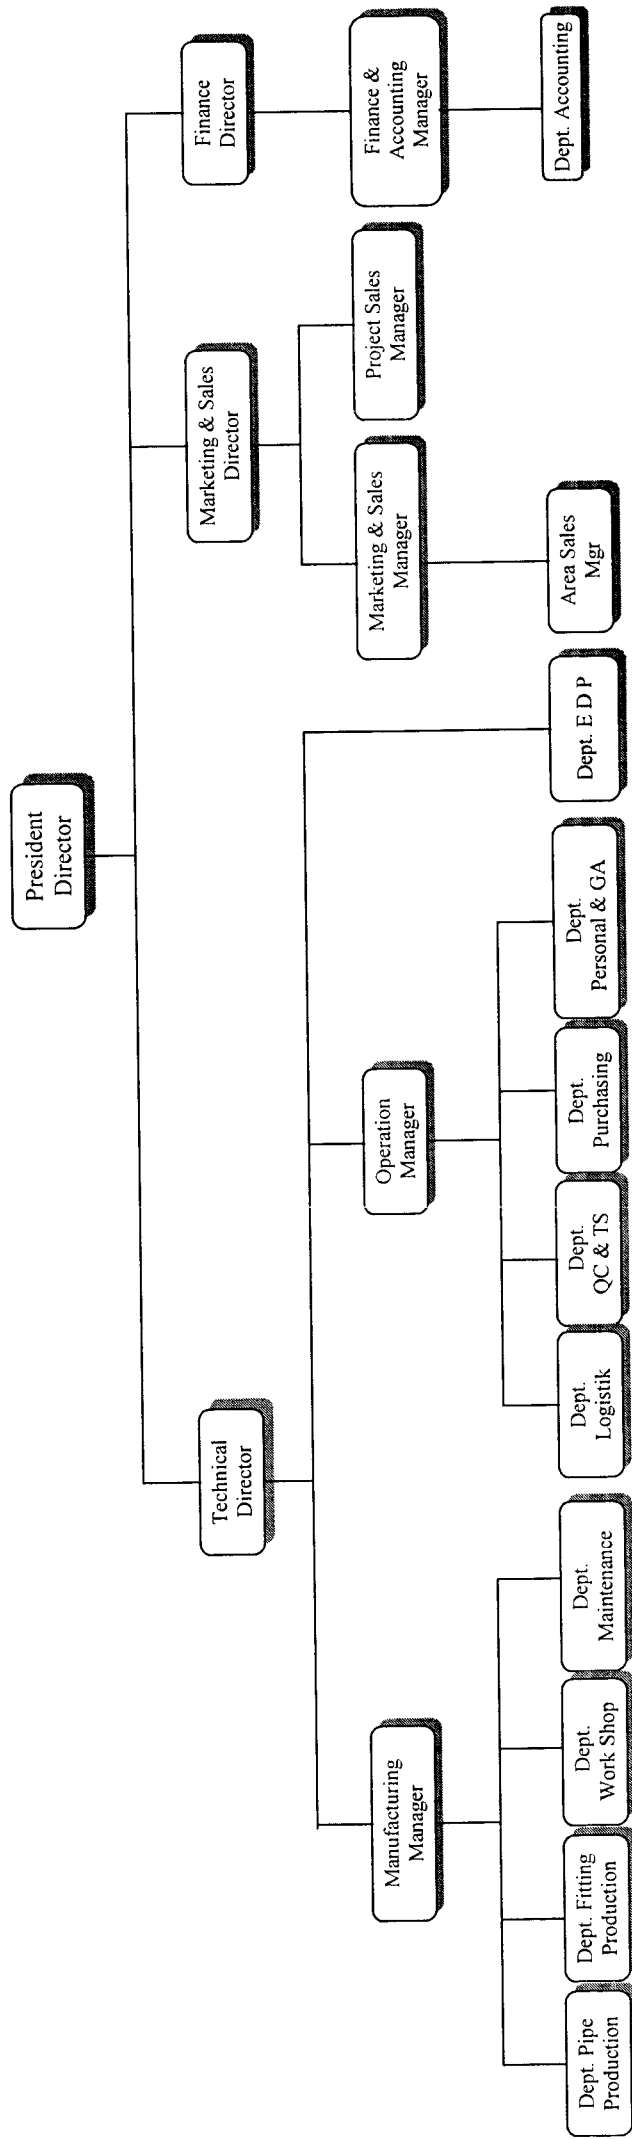 President
Director
Technical
Director
Marketing & Sales
Director
Finance
Director
Manufacturing
Manager
Operation
Manager
Marketing & Sales
Manager
Project Sales
Manager
Finance &
Accounting
Manager
Dept. Pipe
Production
Dept. Fitting
Production
Dept.
Work Shop
Dept.
Maintenance
Dept.
Logistik
Dept.
QC & TS
Dept.
Purchasing
Dept.
Personal & GA
Dept. E D P
Area Sales
Mgr
Dept. Accounting